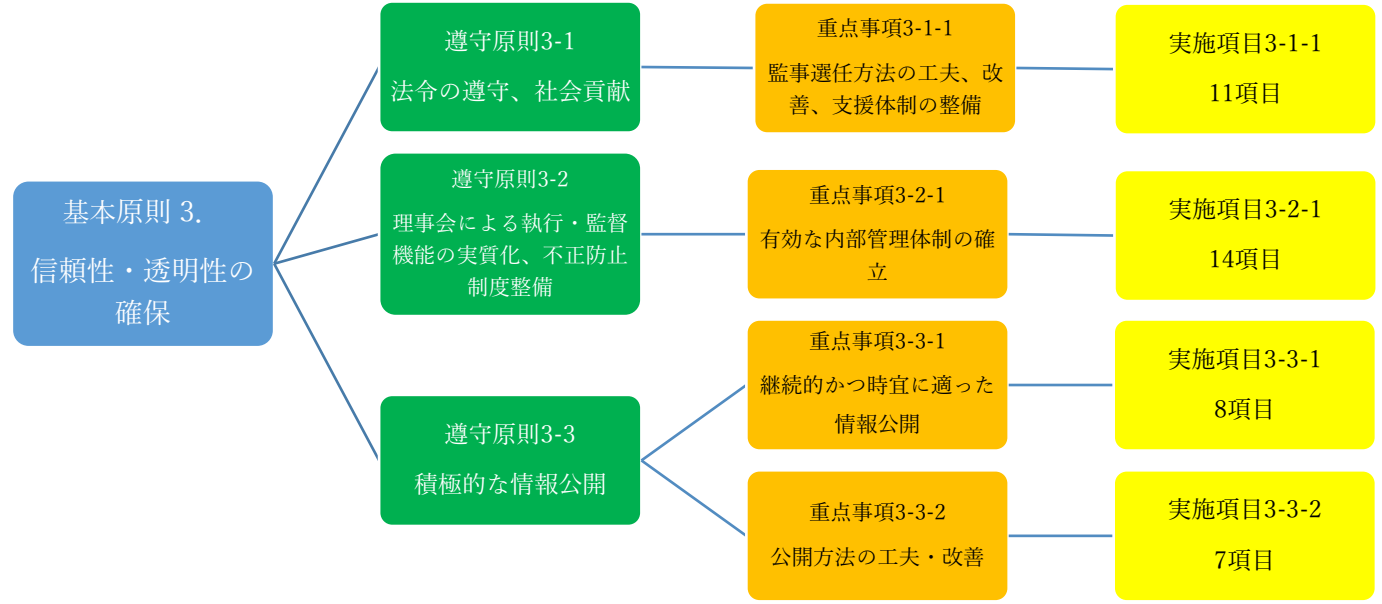 基本原則 3.
信頼性・透明性の
確保
遵守原則3-1
法令の遵守、社会貢献
重点事項3-1-1
監事選任方法の工夫、改
善、支援体制の整備
実施項目3-1-1
11項目
遵守原則3-2
理事会による執行・監督
機能の実質化、不正防止
制度整備
重点事項3-2-1
有効な内部管理体制の確
立
実施項目3-2-1
14項目
遵守原則3-3
積極的な情報公開
重点事項3-3-1
継続的かつ時宜に適った
情報公開
実施項目3-3-1
8項目
重点事項3-3-2
公開方法の工夫・改善
実施項目3-3-2
7項目